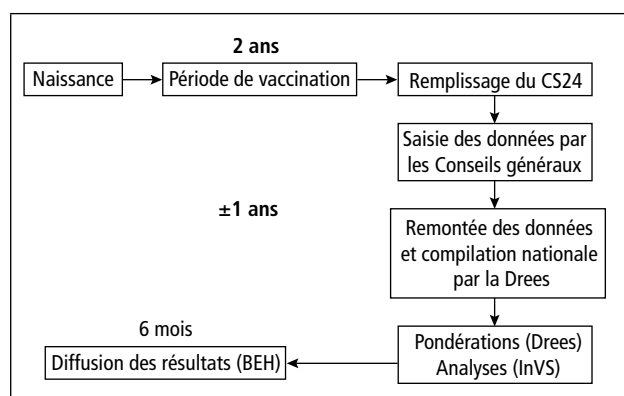 2 ans
Naissance
Période de vaccination
Remplissage du CS24
Saisie des données par
les Conseils généraux
±1 ans
Remontée des données
et compilation nationale
par la Drees
6 mois
Pondérations (Drees)
Analyses (InVS)
Diffusion des résultats (BEH)